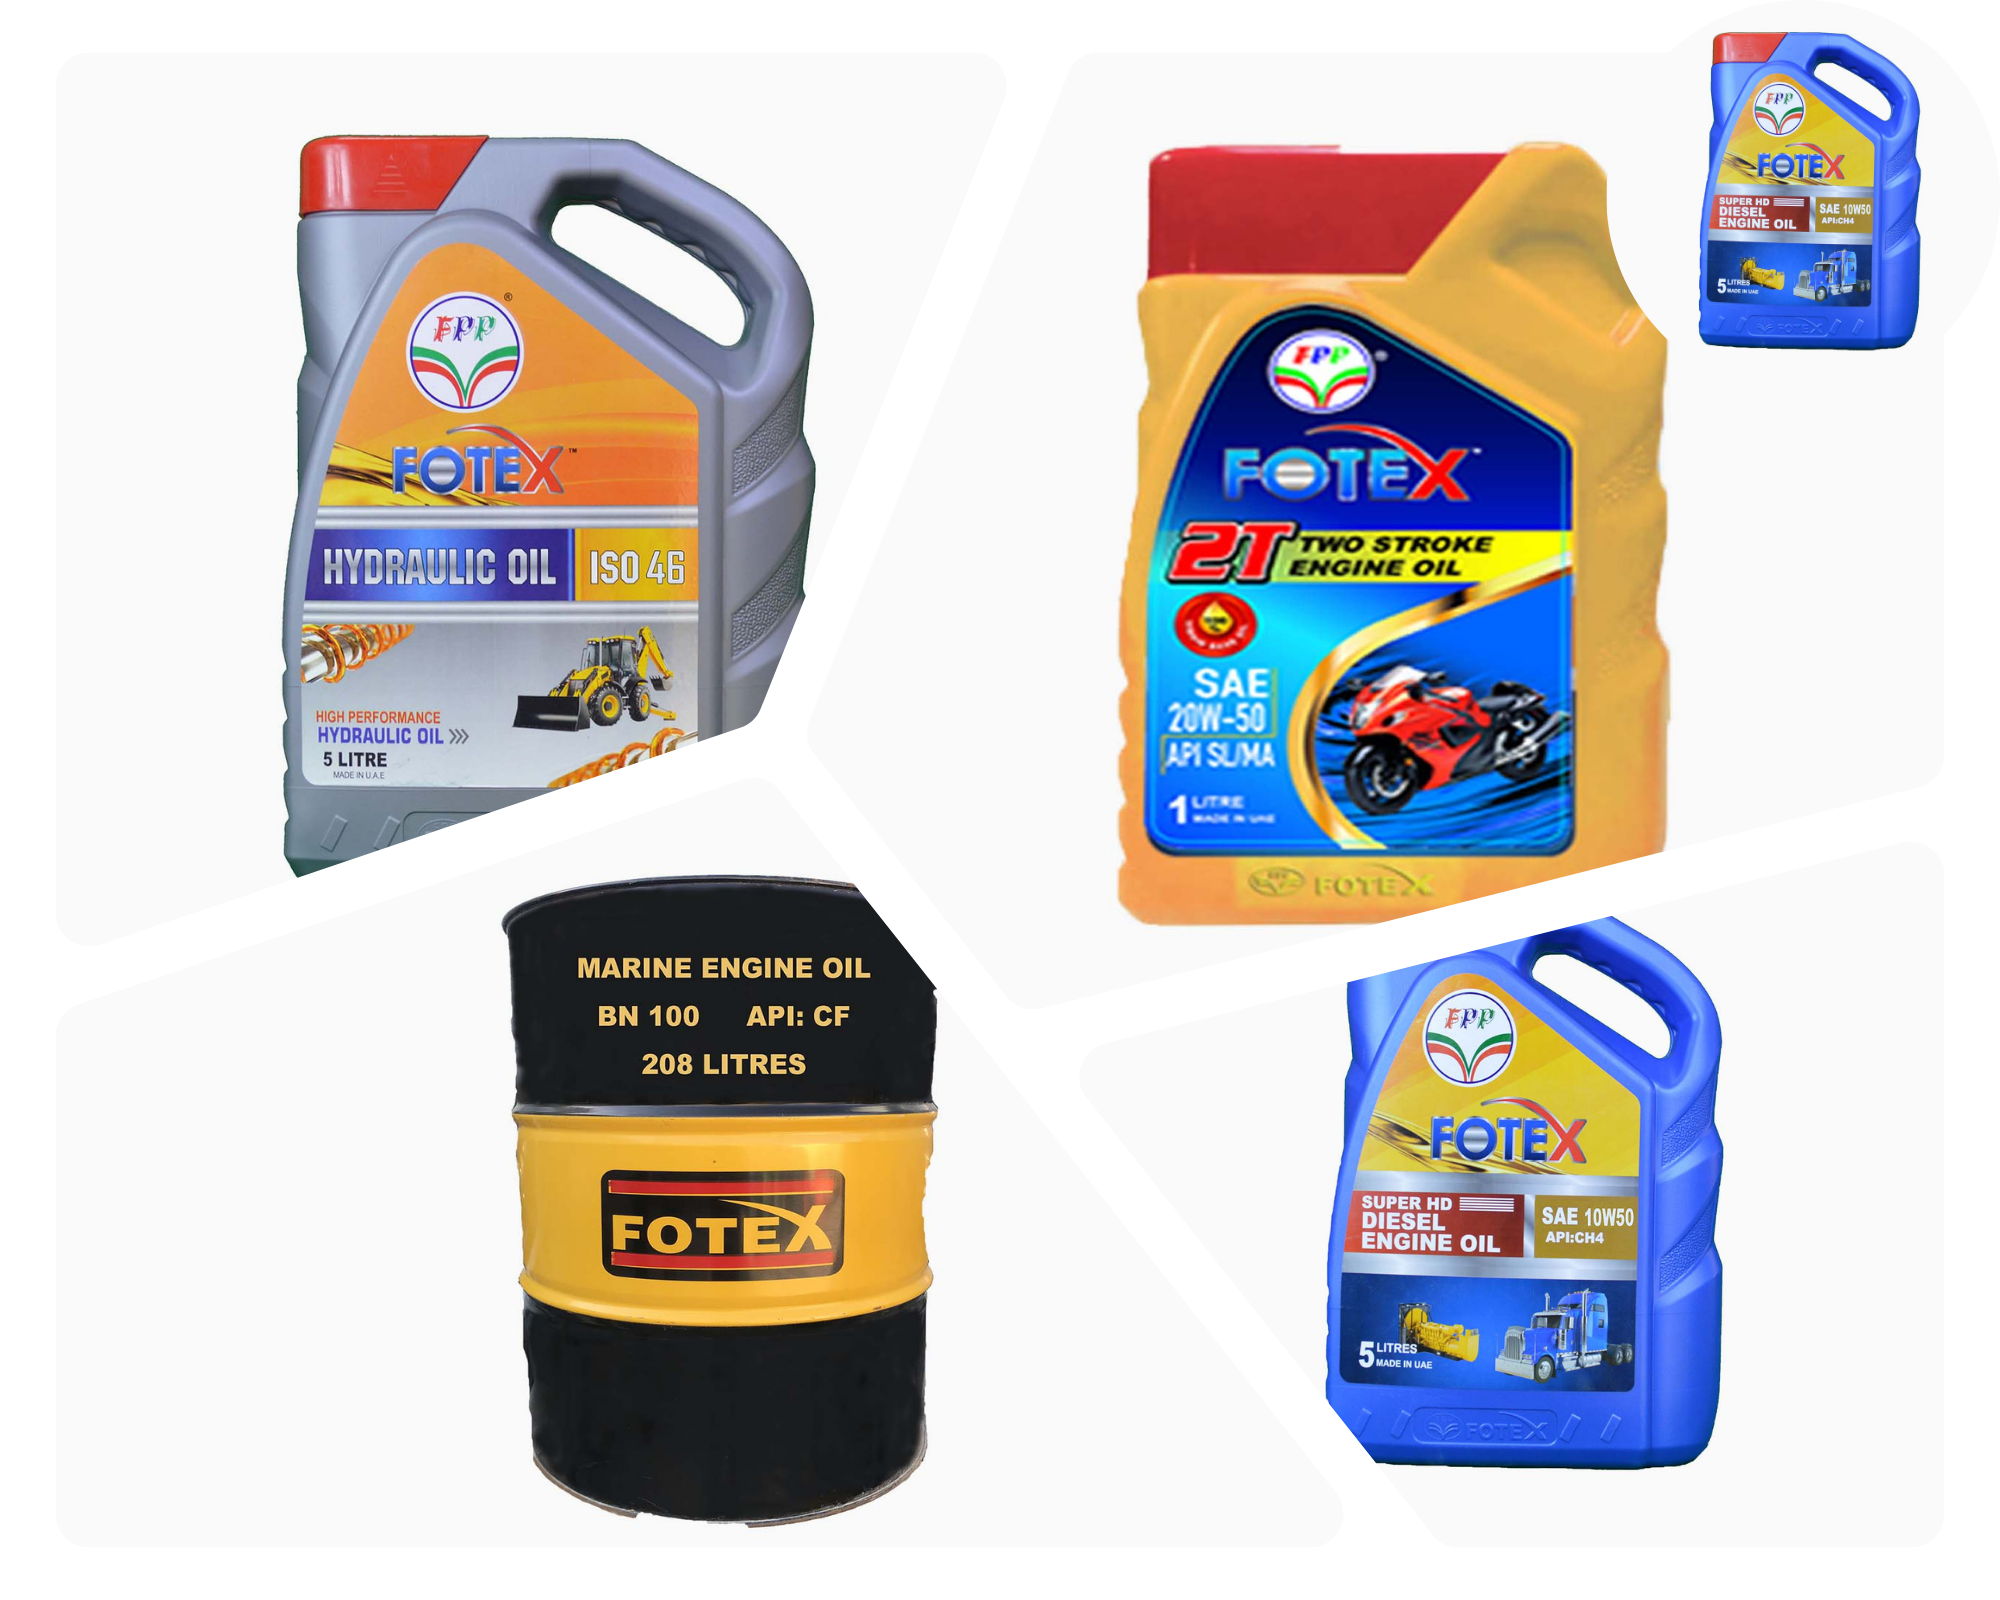 FPP
®
FOTEX™
HYDRAULIC OIL ISO 46
HIGH PERFORMANCE
HYDRAULIC OIL >>>
5 LITRE
MADE IN U.A.E
FPP ®
FOTEX
2T TWO STROKE
ENGINE OIL
SAE
20W-50
API SL/MA
1 LITRE
MADE IN UAE
FOTEX
FPP
FOTEX
SUPER HD
DIESEL
ENGINE OIL
SAE 10W50
API:CH4
5 LITRES
MADE IN UAE
FOTEX
MARINE ENGINE OIL
BN 100 API: CF
208 LITRES
FOTEX
FPP
FOTEX
SUPER HD
DIESEL
ENGINE OIL
SAE 10W50
API:CH4
5 LITRES
MADE IN UAE
FOTEX